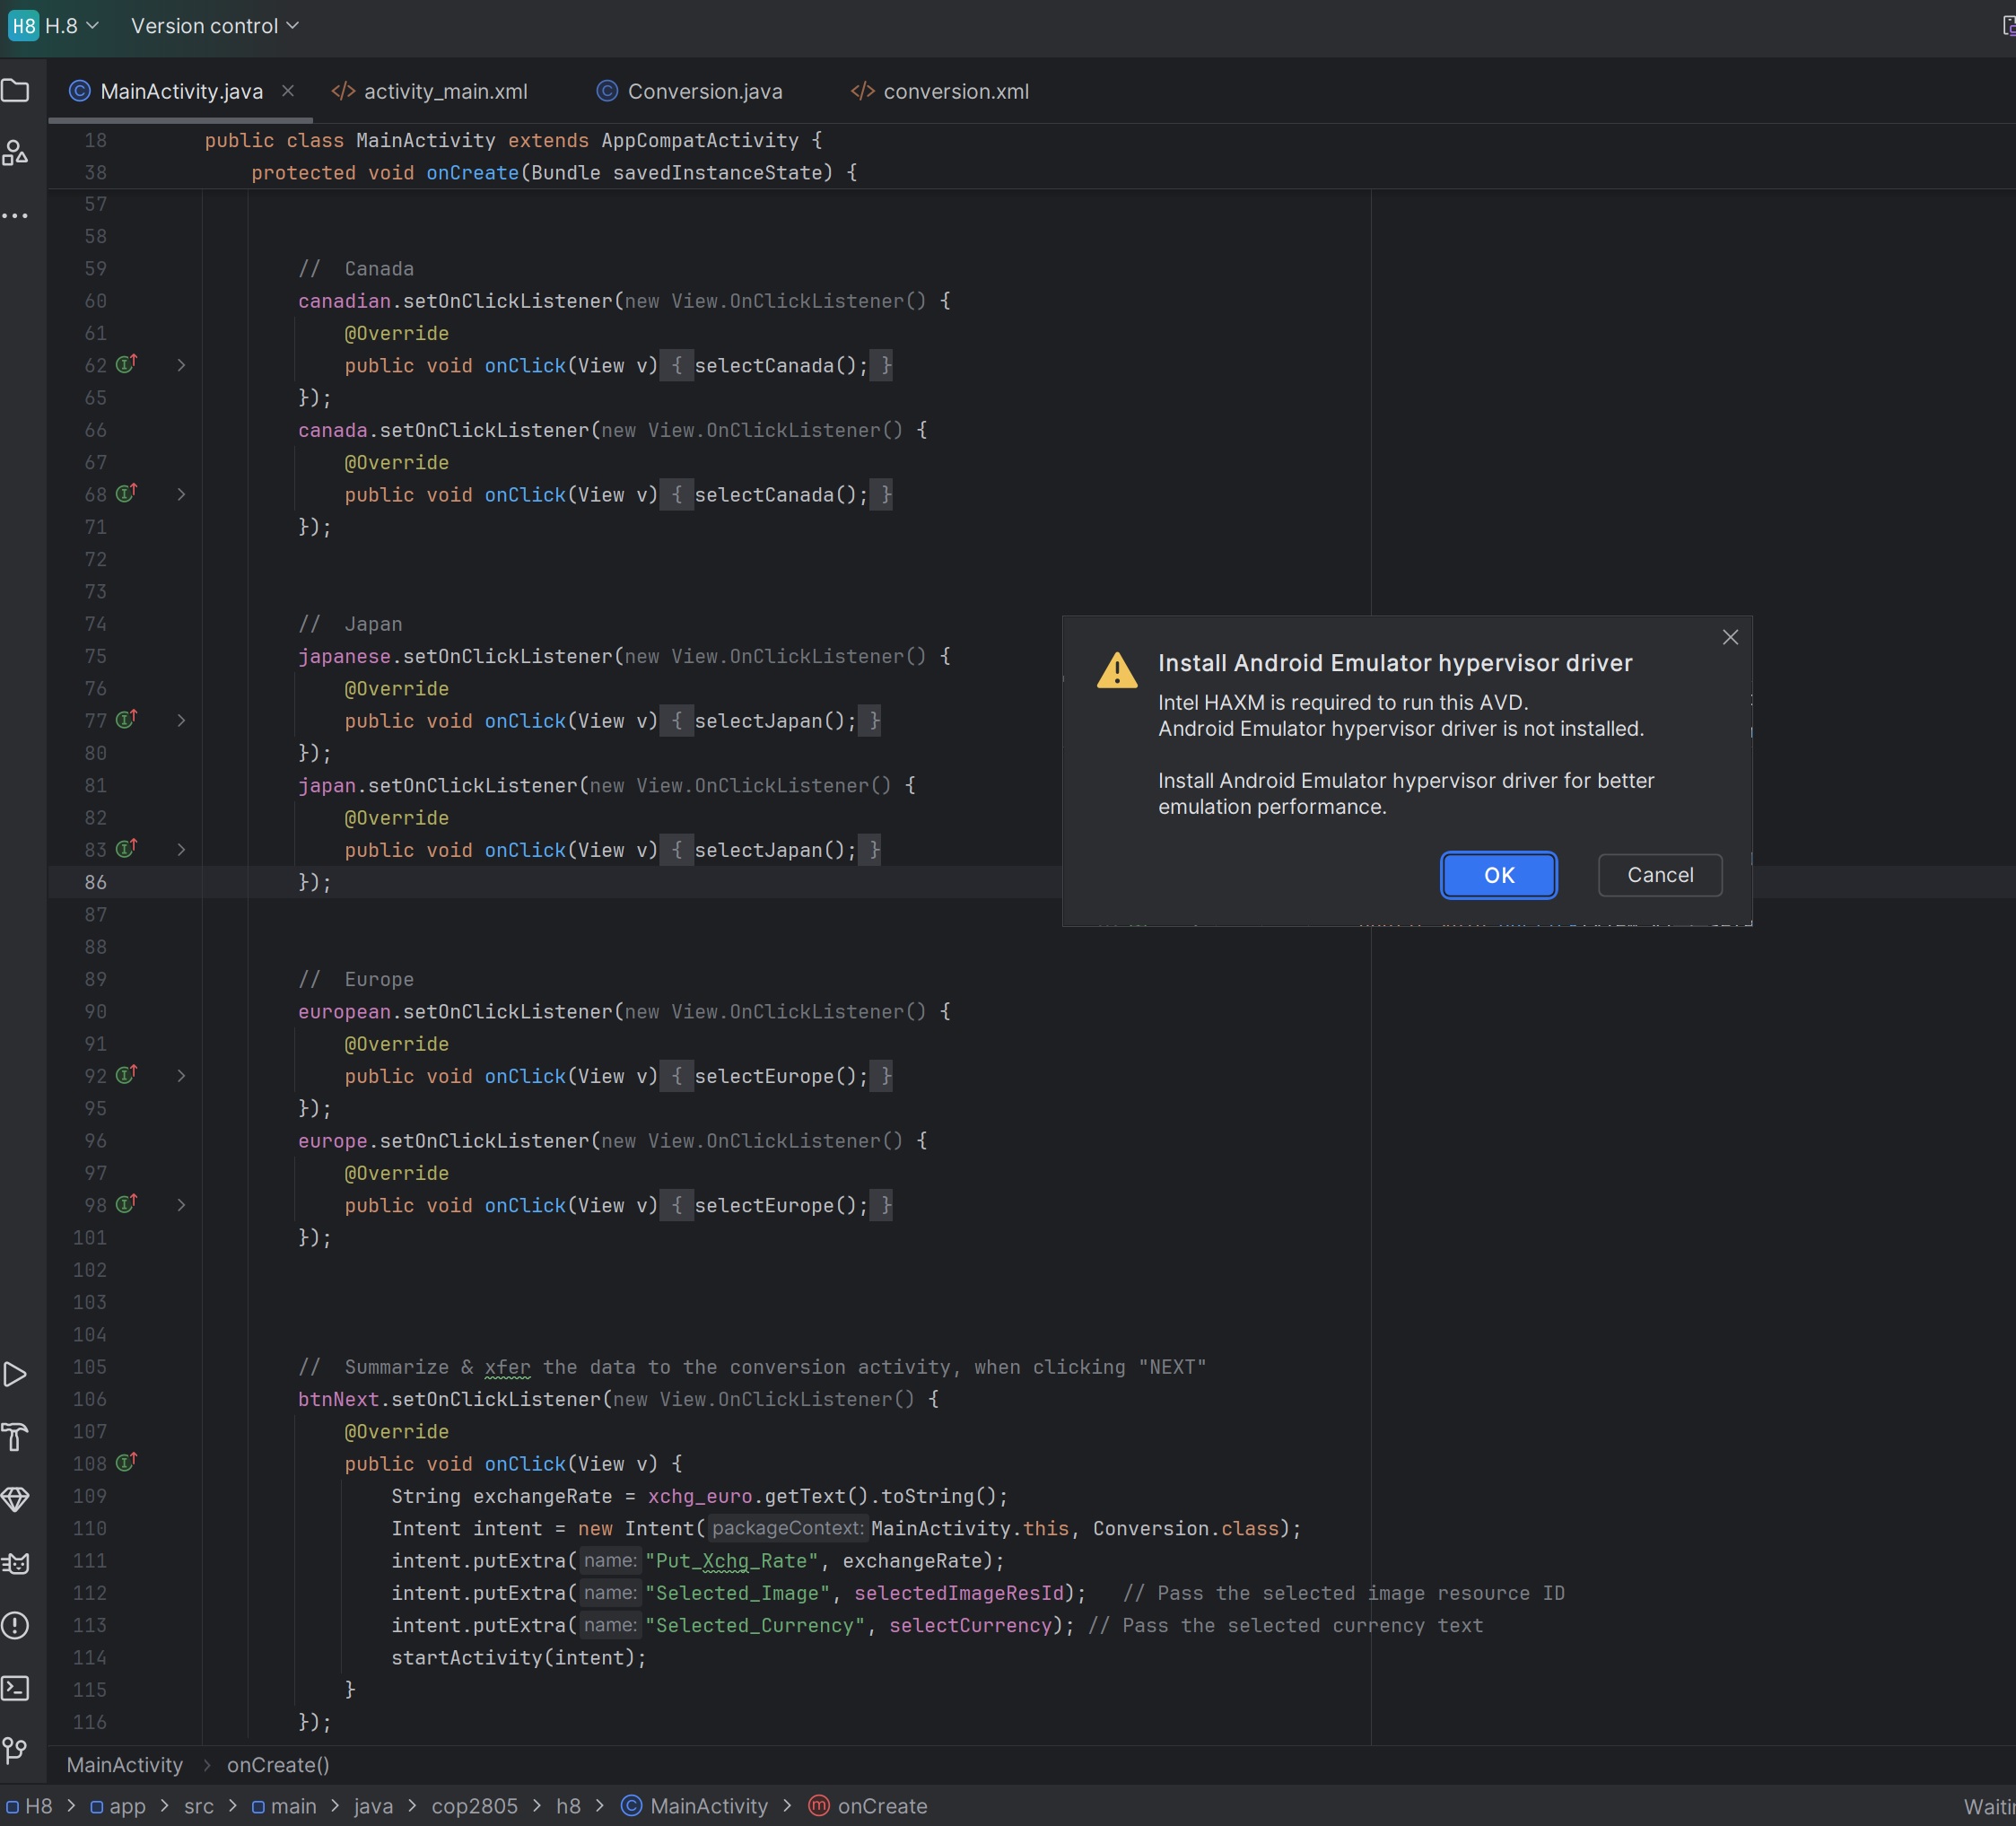 H8 H.8 Version control
MainActivity.java activity_main.xml Conversion.java conversion.xml
18 public class MainActivity extends AppCompatActivity {
38 protected void onCreate(Bundle savedInstanceState) {
57
58
59 // Canada
60 canadian.setOnClickListener(new View.OnClickListener() {
61 @Override
62 public void onClick(View v) { selectCanada(); }
65 });
66 canada.setOnClickListener(new View.OnClickListener() {
67 @Override
68 public void onClick(View v) { selectCanada(); }
71 });
72
73
74 // Japan
75 japanese.setOnClickListener(new View.OnClickListener() {
76 @Override
77 public void onClick(View v) { selectJapan(); }
80 });
81 japan.setOnClickListener(new View.OnClickListener() {
82 @Override
83 public void onClick(View v) { selectJapan(); }
86 });
87
88
89 // Europe
90 european.setOnClickListener(new View.OnClickListener() {
91 @Override
92 public void onClick(View v) { selectEurope(); }
95 });
96 europe.setOnClickListener(new View.OnClickListener() {
97 @Override
98 public void onClick(View v) { selectEurope(); }
101 });
102
103
104
105 // Summarize & xfer the data to the conversion activity, when clicking "NEXT"
106 btnNext.setOnClickListener(new View.OnClickListener() {
107 @Override
108 public void onClick(View v) {
109 String exchangeRate = xchg_euro.getText().toString();
110 Intent intent = new Intent( packageContext: MainActivity.this, Conversion.class);
111 intent.putExtra( name: "Put_Xchg_Rate", exchangeRate);
112 intent.putExtra( name: "Selected_Image", selectedImageResId); // Pass the selected image resource ID
113 intent.putExtra( name: "Selected_Currency", selectCurrency); // Pass the selected currency text
114 startActivity(intent);
115 }
116 });
Install Android Emulator hypervisor driver
Intel HAXM is required to run this AVD.
Android Emulator hypervisor driver is not installed.
Install Android Emulator hypervisor driver for better
emulation performance.
OK Cancel
MainActivity > onCreate()
H8 > app > src > main > java > cop2805 > h8 > MainActivity > onCreate